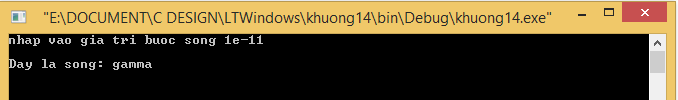 "E:\DOCUMENT\C DESIGN\LTWindows\khuong14\bin\Debug\khuong14.exe"
nhap vao gia tri buoc song 1e-11
Day la song: gamma